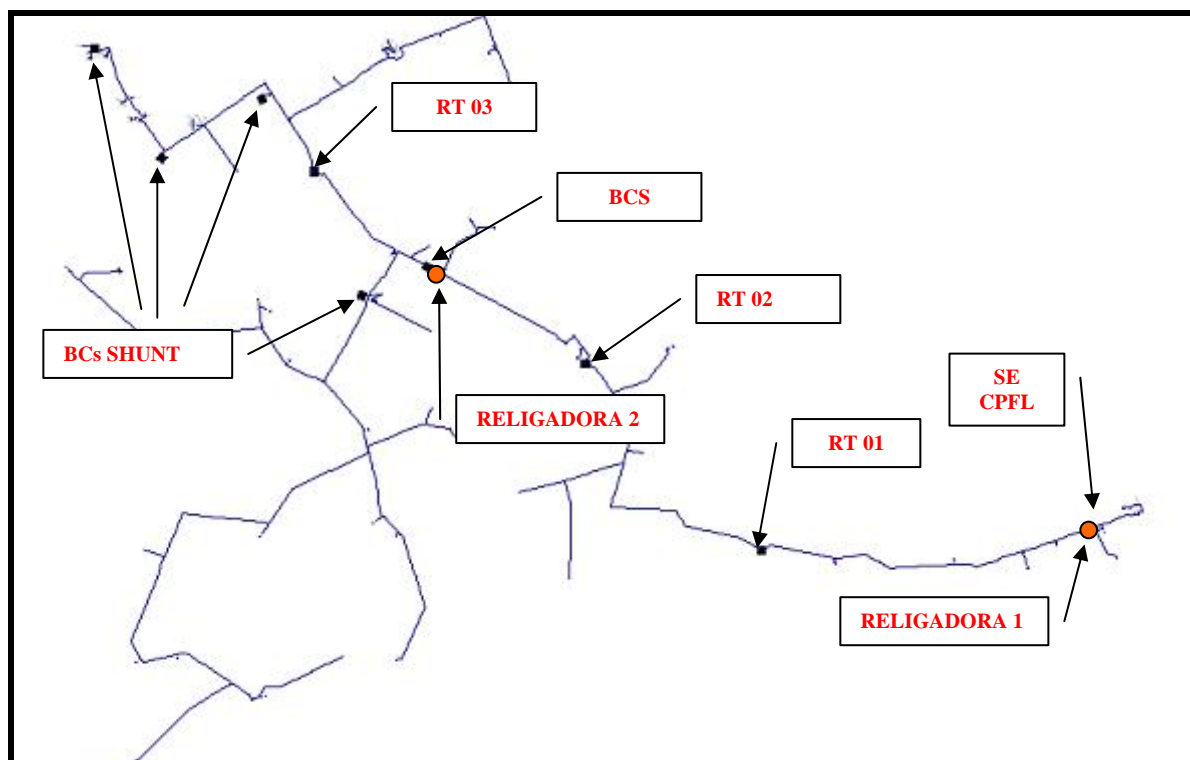 RT 03
BCS
RT 02
BCs SHUNT
SE
CPFL
RELIGADORA 2
RT 01
RELIGADORA 1